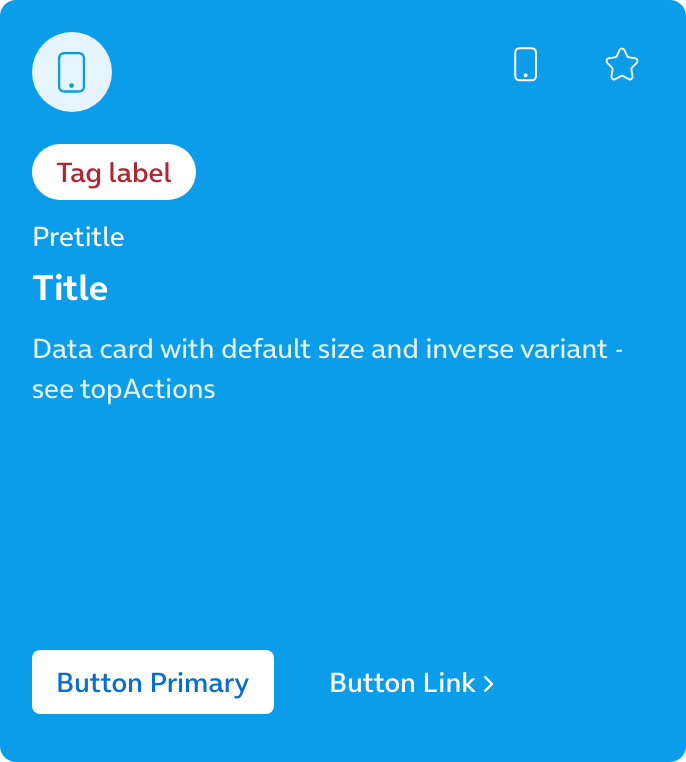 Tag label
Pretitle
Title
Data card with default size and inverse variant -
see topActions
Button Primary
Button Link